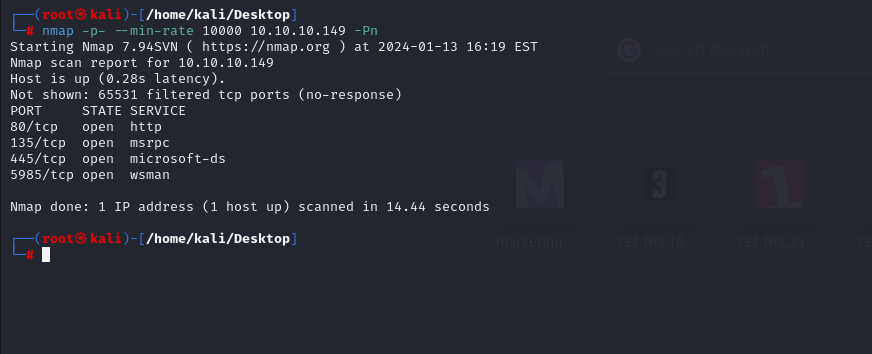 ┌──(root㉿kali)-[/home/kali/Desktop]
└─# nmap -p- --min-rate 10000 10.10.10.149 -Pn
Starting Nmap 7.94SVN ( https://nmap.org ) at 2024-01-13 16:19 EST
Nmap scan report for 10.10.10.149
Host is up (0.28s latency).
Not shown: 65531 filtered tcp ports (no-response)
PORT     STATE SERVICE
80/tcp   open  http
135/tcp  open  msrpc
445/tcp  open  microsoft-ds
5985/tcp open  wsman
Nmap done: 1 IP address (1 host up) scanned in 14.44 seconds
┌──(root㉿kali)-[/home/kali/Desktop]
└─#
Search the web
M
3
1
marketing...
192.168.18...
192.168.23...